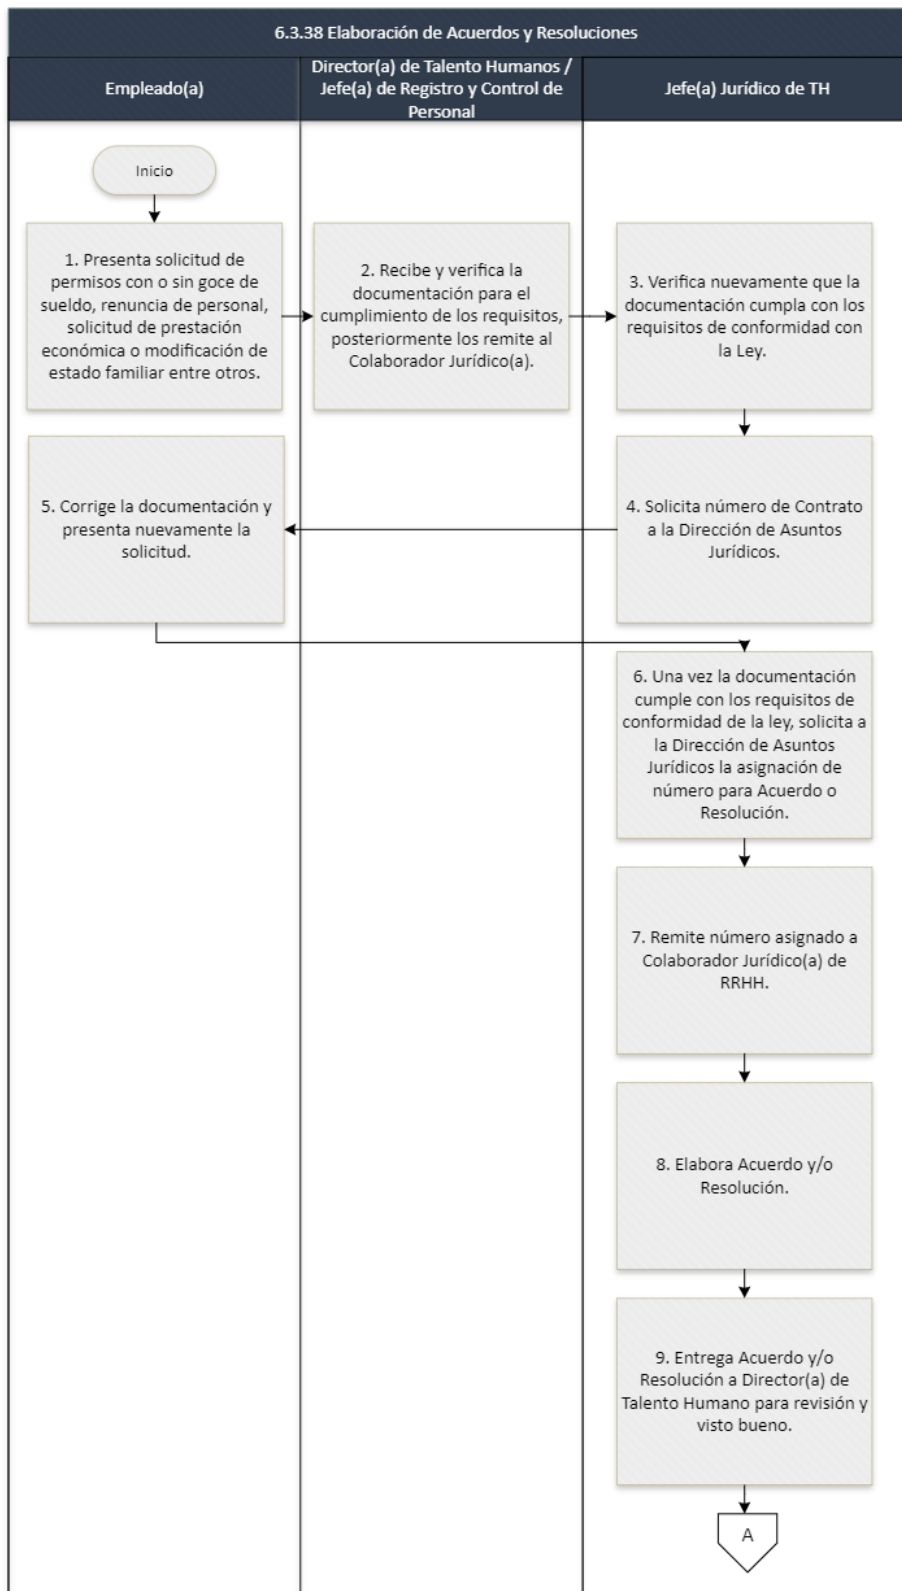 6.3.38 Elaboración de Acuerdos y Resoluciones
Empleado(a)
Director(a) de Talento Humanos /
Jefe(a) de Registro y Control de
Personal
Jefe(a) Jurídico de TH
Inicio
1. Presenta solicitud de
permisos con o sin goce de
sueldo, renuncia de personal,
solicitud de prestación
económica o modificación de
estado familiar entre otros.
2. Recibe y verifica la
documentación para el
cumplimiento de los requisitos,
posteriormente los remite al
Colaborador Jurídico(a).
3. Verifica nuevamente que la
documentación cumpla con los
requisitos de conformidad con
la Ley.
4. Solicita número de Contrato
a la Dirección de Asuntos
Jurídicos.
5. Corrige la documentación y
presenta nuevamente la
solicitud.
6. Una vez la documentación
cumple con los requisitos de
conformidad de la ley, solicita a
la Dirección de Asuntos
Jurídicos la asignación de
número para Acuerdo o
Resolución.
7. Remite número asignado a
Colaborador Jurídico(a) de
RRHH.
8. Elabora Acuerdo y/o
Resolución.
9. Entrega Acuerdo y/o
Resolución a Director(a) de
Talento Humano para revisión y
visto bueno.
A